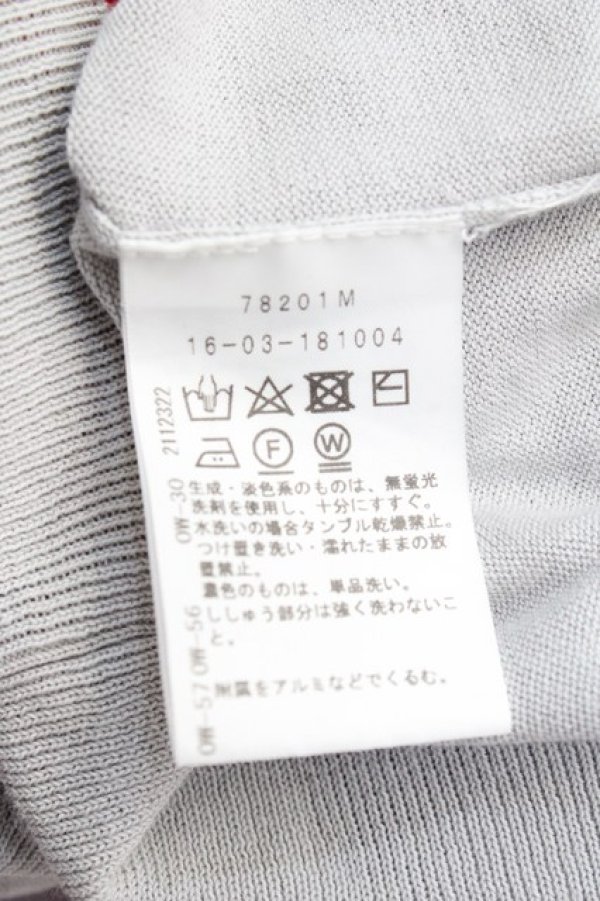 78201M
16-03-181004
F
W
生成・淡色系のものは、無蛍光
洗剤を使用し、十分にすすぐ。
水洗いの場合タンブル乾燥禁止。
つけ置き洗い・濡れたままの放
置禁止。
濃色のものは、単品洗い。
ししゅう部分は強く洗わないこ
と。
附属をアルミなどでくるむ。
2112322
OW-30
OW-56
OW-57